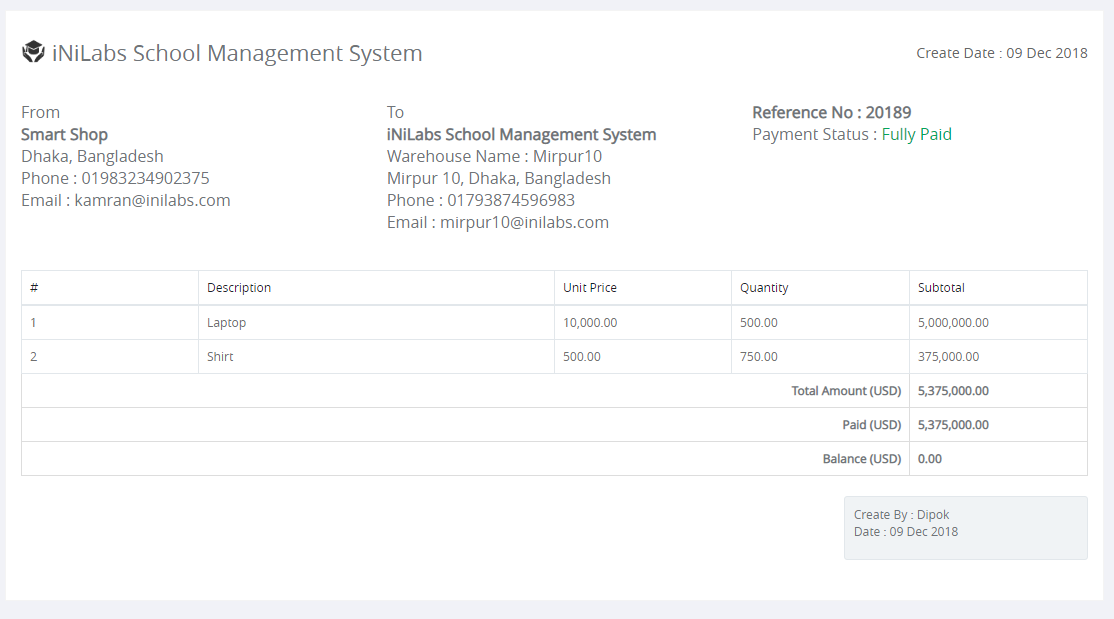 iNiLabs School Management System
Create Date : 09 Dec 2018
From
Smart Shop
Dhaka, Bangladesh
Phone : 01983234902375
Email : kamran@inilabs.com
To
iNiLabs School Management System
Warehouse Name : Mirpur10
Mirpur 10, Dhaka, Bangladesh
Phone : 01793874596983
Email : mirpur10@inilabs.com
Reference No : 20189
Payment Status : Fully Paid
# Description Unit Price Quantity Subtotal
1 Laptop 10,000.00 500.00 5,000,000.00
2 Shirt 500.00 750.00 375,000.00
Total Amount (USD) 5,375,000.00
Paid (USD) 5,375,000.00
Balance (USD) 0.00
Create By : Dipok
Date : 09 Dec 2018